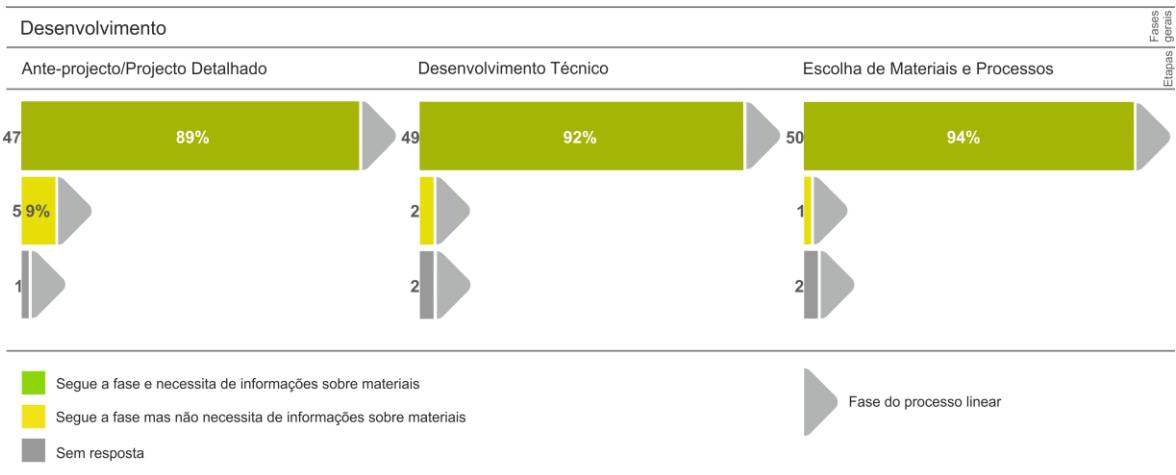 Desenvolvimento
Fases gerais
Ante-projecto/Projecto Detalhado
Desenvolvimento Técnico
Escolha de Materiais e Processos
Etapas
47 89%
49 92%
50 94%
5 9%
2
1
1
2
2
Segue a fase e necessita de informações sobre materiais
Segue a fase mas não necessita de informações sobre materiais
Sem resposta
Fase do processo linear